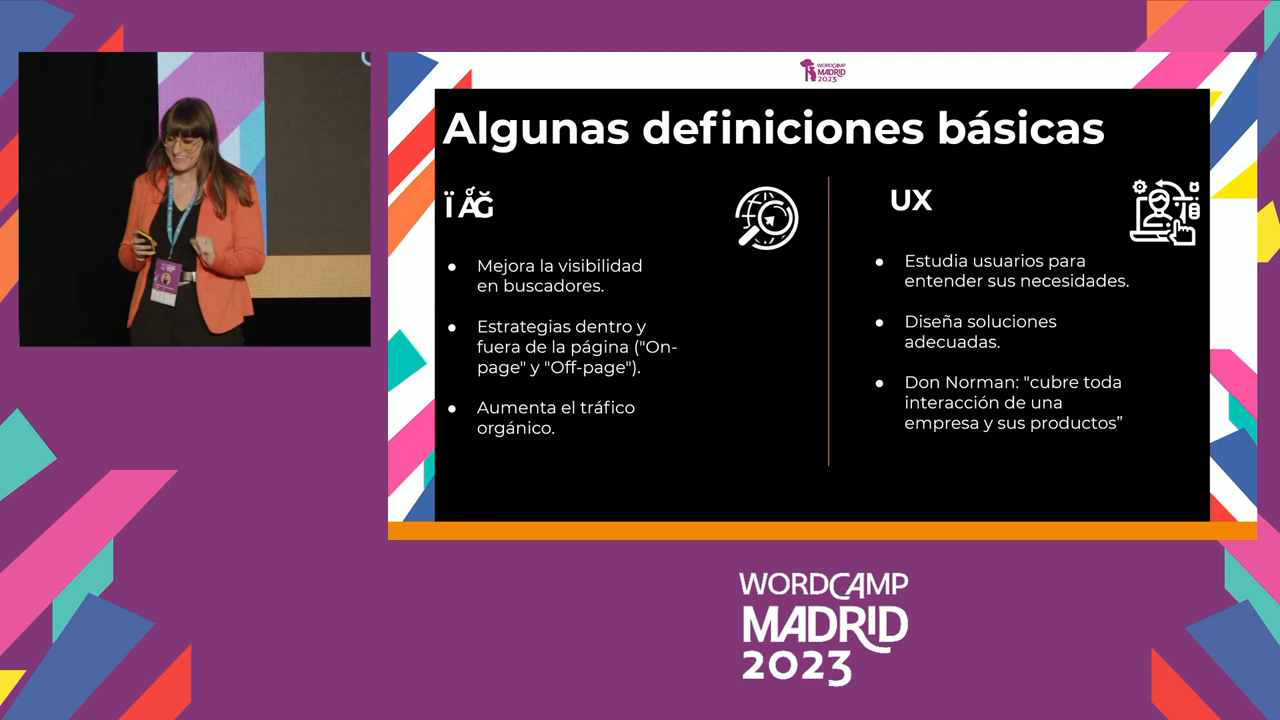 WORDCAMP
MADRID
2023
Algunas definiciones básicas
Ï ÅĞ
● Mejora la visibilidad
en buscadores.
● Estrategias dentro y
fuera de la página ("On-
page" y "Off-page").
● Aumenta el tráfico
orgánico.
UX
● Estudia usuarios para
entender sus necesidades.
● Diseña soluciones
adecuadas.
● Don Norman: "cubre toda
interacción de una
empresa y sus productos”
WORDCAMP
MADRID
2023